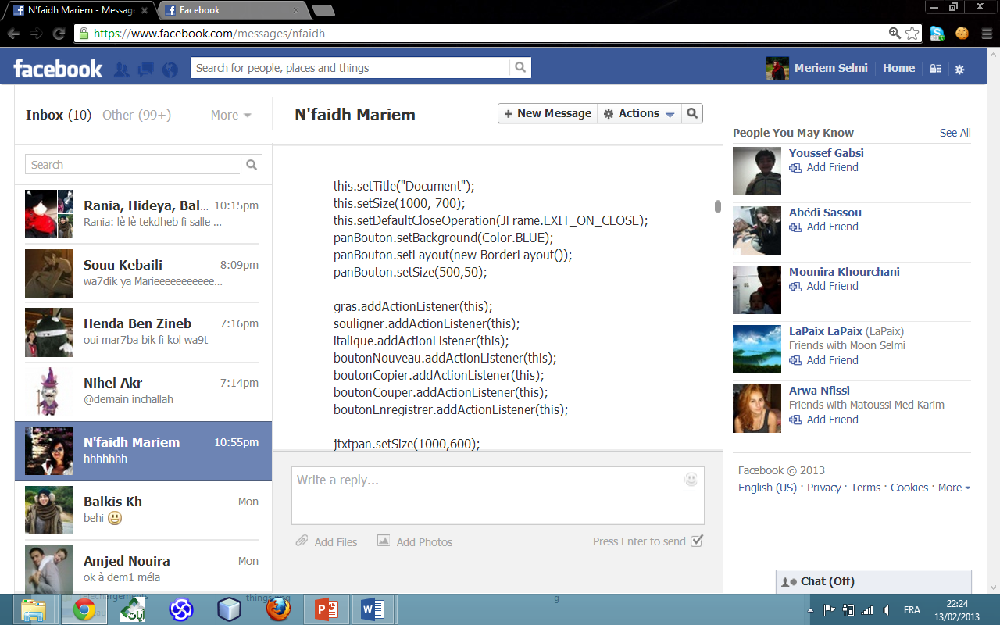 N'faidh Mariem - Message
Facebook
https://www.facebook.com/messages/nfaidh
facebook
Search for people, places and things
Meriem Selmi
Home
Inbox (10)
Other (99+)
More
Search
Rania, Hideya, Bal...
10:15pm
Rania: lè lè tekdheb fi salle ...
Souu Kebaili
8:09pm
wa7dik ya Marieeeeeeeeeee...
Henda Ben Zineb
7:16pm
oui mar7ba bik fi kol wa9t
Nihel Akr
7:14pm
@demain inchallah
N'faidh Mariem
10:55pm
hhhhhhh
Balkis Kh
Mon
behi
Amjed Nouira
Mon
ok à dem1 méla
N'faidh Mariem
+ New Message
Actions
this.setTitle("Document");
this.setSize(1000, 700);
this.setDefaultCloseOperation(JFrame.EXIT_ON_CLOSE);
panBouton.setBackground(Color.BLUE);
panBouton.setLayout(new BorderLayout());
panBouton.setSize(500,50);
gras.addActionListener(this);
souligner.addActionListener(this);
italique.addActionListener(this);
boutonNouveau.addActionListener(this);
boutonCopier.addActionListener(this);
boutonCouper.addActionListener(this);
boutonEnregistrer.addActionListener(this);
jtxtpan.setSize(1000,600);
Write a reply...
Add Files
Add Photos
Press Enter to send
People You May Know
See All
Youssef Gabsi
Add Friend
Abédi Sassou
Add Friend
Mounira Khourchani
Add Friend
LaPaix LaPaix (LaPaix)
Friends with Moon Selmi
Add Friend
Arwa Nfissi
Friends with Matoussi Med Karim
Add Friend
Facebook © 2013
English (US) · Privacy · Terms · Cookies · More
Chat (Off)
Téléchargements
g
FRA
22:24
13/02/2013